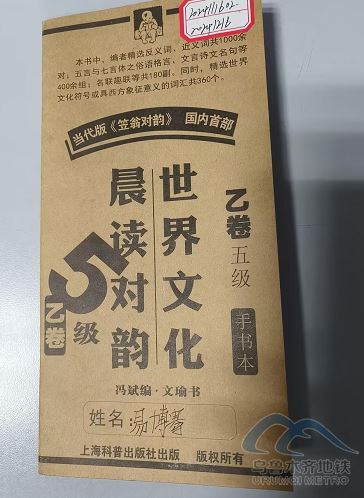 20241111602
20241216
本书中，编者精选反义词、近义词共1000余
对；五言与七言体之俗语格言、文言诗文名句等
400余组；名联趣联等共180副。同时，精选世界
文化符号或具西方象征意义的词汇共360个。
当代版《笠翁对韵》 国内首部
世界文化
晨读对韵
乙卷五级
手书本
5级
乙卷
冯斌编·文瑜书
姓名：易博
上海科普出版社出版 版权所有
乌鲁木齐地铁
URUMQI METRO